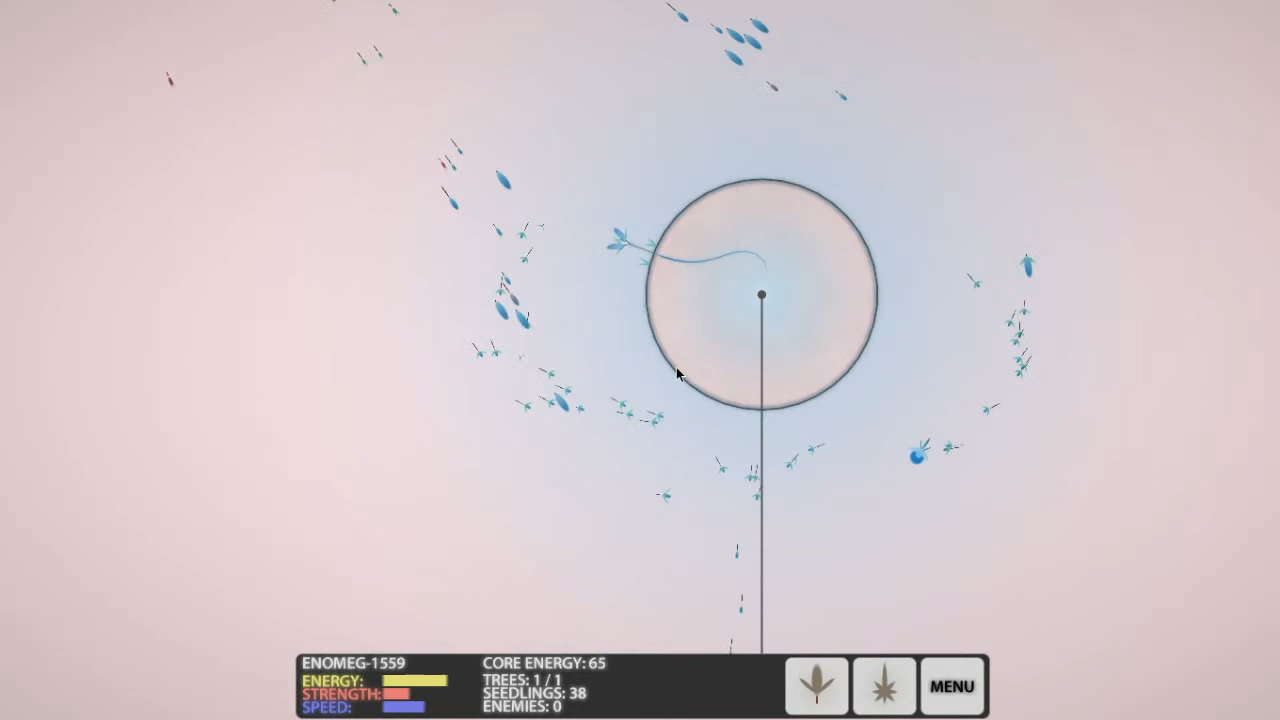 ENOMEG-1559
ENERGY:
STRENGTH:
SPEED:
CORE ENERGY: 65
TREES: 1 / 1
SEEDLINGS: 38
ENEMIES: 0
MENU